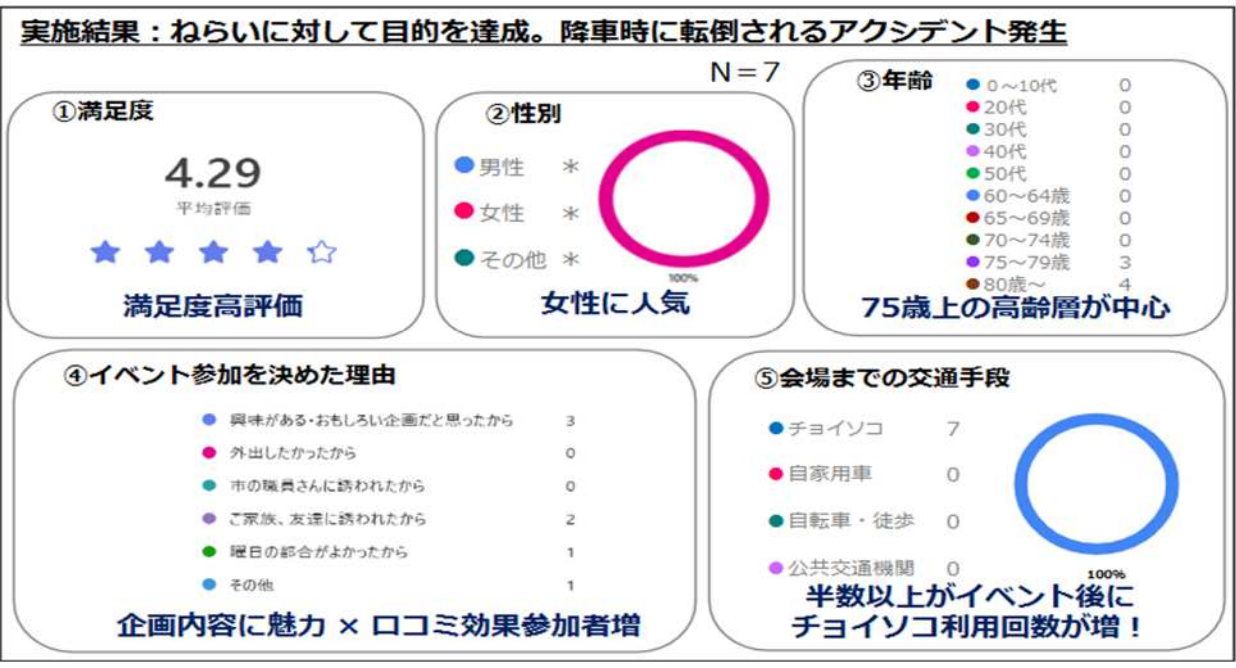 実施結果：ねらいに対して目的を達成。降車時に転倒されるアクシデント発生
N＝7
①満足度
4.29
平均評価
満足度高評価
②性別
男性 ＊
女性 ＊
その他 ＊
100%
女性に人気
③年齢
0～10代 0
20代 0
30代 0
40代 0
50代 0
60～64歳 0
65～69歳 0
70～74歳 0
75～79歳 3
80歳～ 4
75歳上の高齢層が中心
④イベント参加を決めた理由
興味がある・おもしろい企画だと思ったから 3
外出したかったから 0
市の職員さんに誘われたから 0
ご家族、友達に誘われたから 2
曜日の都合がよかったから 1
その他 1
企画内容に魅力 × 口コミ効果参加者増
⑤会場までの交通手段
チョイソコ 7
自家用車 0
自転車・徒歩 0
公共交通機関 0
100%
半数以上がイベント後に
チョイソコ利用回数が増！